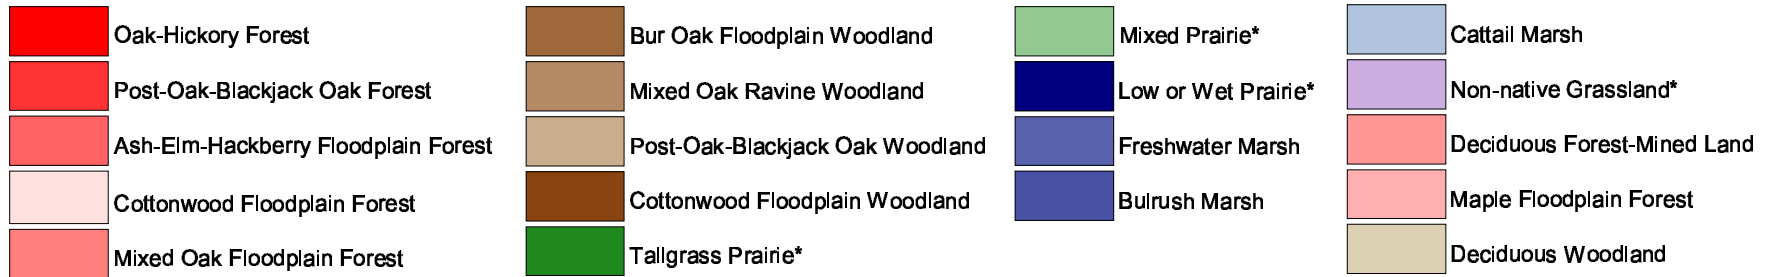 Oak-Hickory Forest
Post-Oak-Blackjack Oak Forest
Ash-Elm-Hackberry Floodplain Forest
Cottonwood Floodplain Forest
Mixed Oak Floodplain Forest
Bur Oak Floodplain Woodland
Mixed Oak Ravine Woodland
Post-Oak-Blackjack Oak Woodland
Cottonwood Floodplain Woodland
Tallgrass Prairie*
Mixed Prairie*
Low or Wet Prairie*
Freshwater Marsh
Bulrush Marsh
Cattail Marsh
Non-native Grassland*
Deciduous Forest-Mined Land
Maple Floodplain Forest
Deciduous Woodland